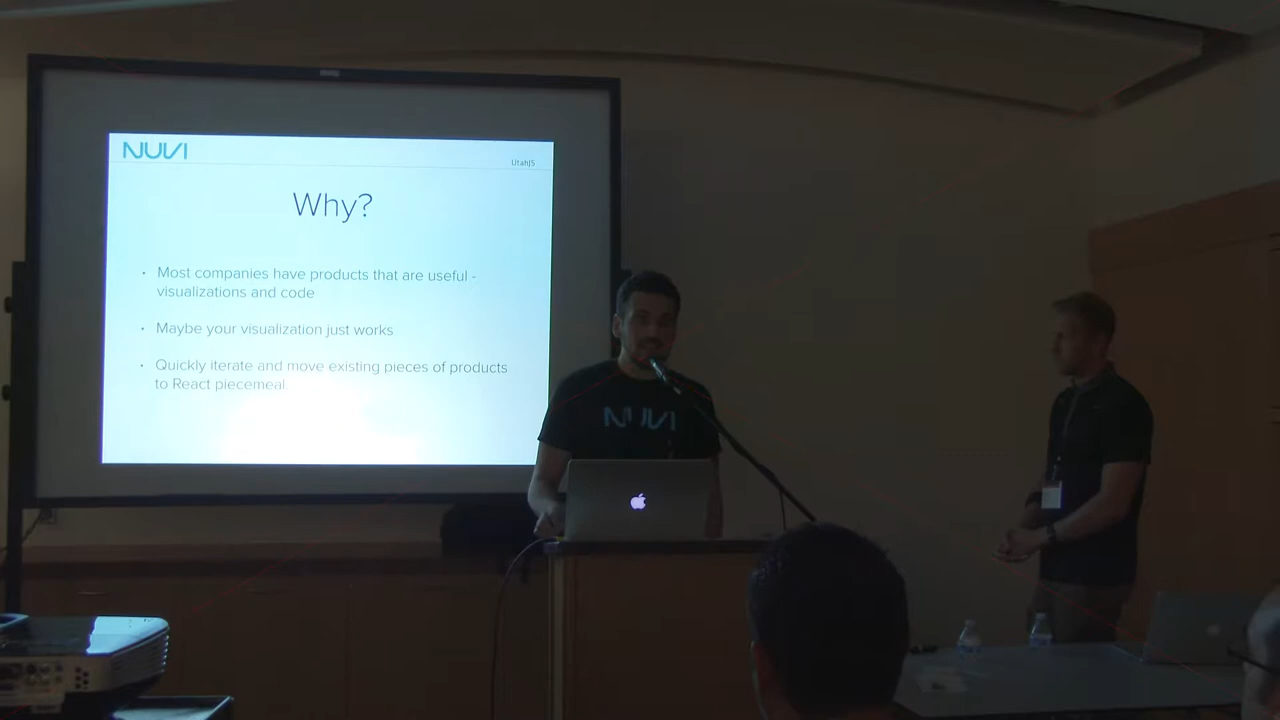 NUVI
UtahJS
Why?
• Most companies have products that are useful -
visualizations and code
• Maybe your visualization just works
• Quickly iterate and move existing pieces of products
to React piecemeal
NUVI